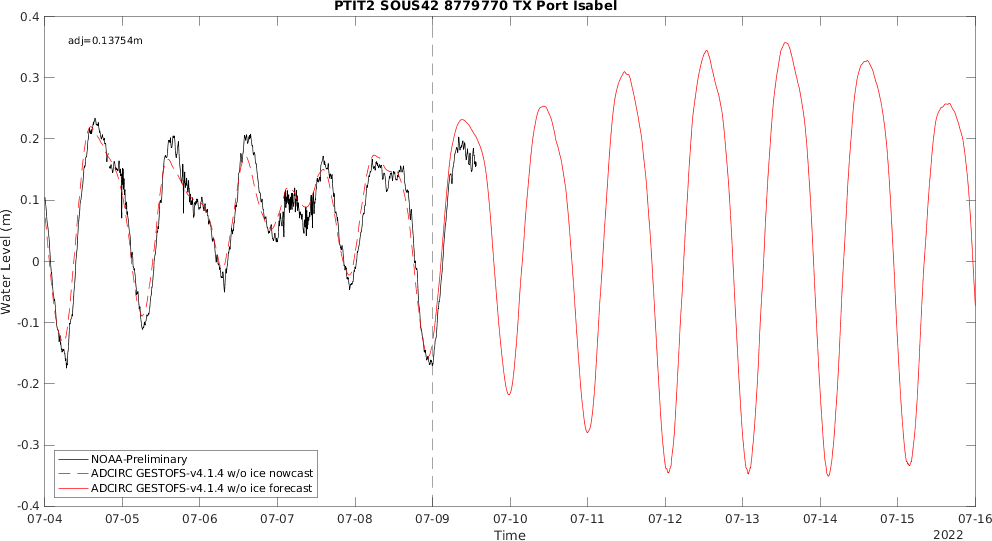 PTIT2 SOUS42 8779770 TX Port Isabel
adj=0.13754m
0.4
0.3
0.2
0.1
0
-0.1
-0.2
-0.3
-0.4
Water Level (m)
NOAA-Preliminary
ADCIRC GESTOFS-v4.1.4 w/o ice nowcast
ADCIRC GESTOFS-v4.1.4 w/o ice forecast
07-04 07-05 07-06 07-07 07-08 07-09 07-10 07-11 07-12 07-13 07-14 07-15 07-16
Time
2022